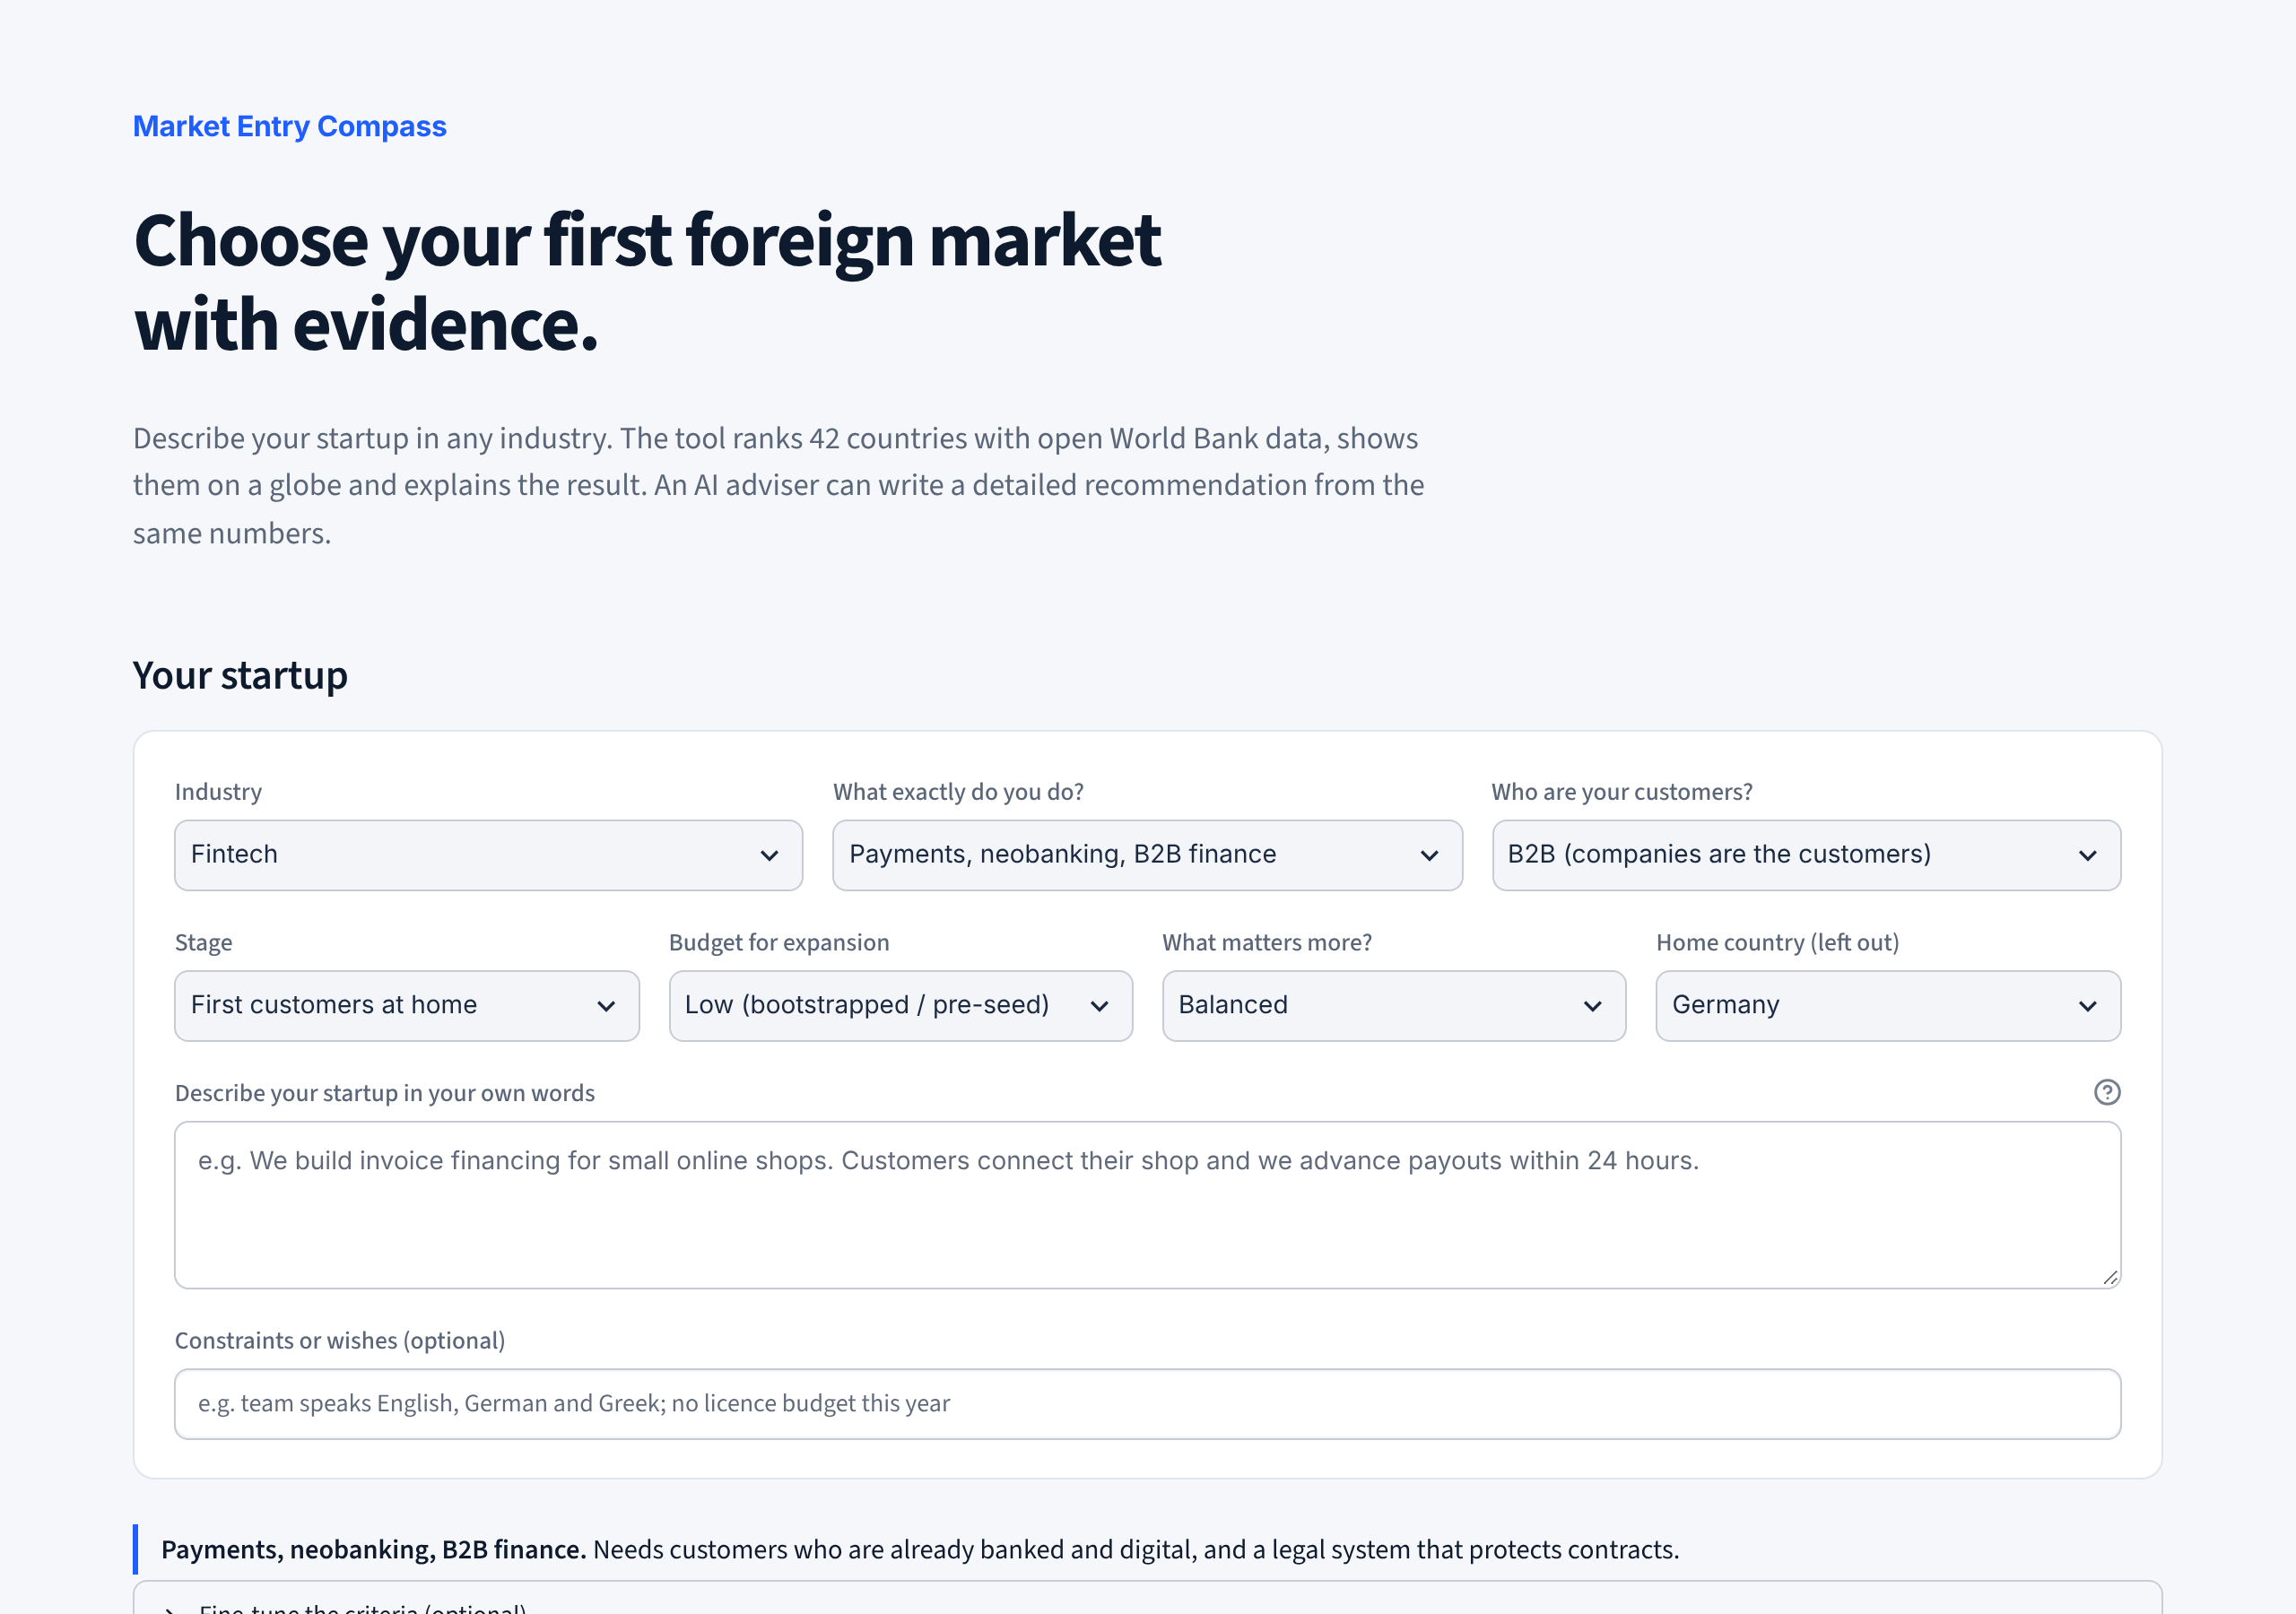 Market Entry Compass
Choose your first foreign market
with evidence.
Describe your startup in any industry. The tool ranks 42 countries with open World Bank data, shows
them on a globe and explains the result. An AI adviser can write a detailed recommendation from the
same numbers.
Your startup
Industry
What exactly do you do?
Who are your customers?
Fintech
Payments, neobanking, B2B finance
B2B (companies are the customers)
Stage
Budget for expansion
What matters more?
Home country (left out)
First customers at home
Low (bootstrapped / pre-seed)
Balanced
Germany
Describe your startup in your own words
e.g. We build invoice financing for small online shops. Customers connect their shop and we advance payouts within 24 hours.
Constraints or wishes (optional)
e.g. team speaks English, German and Greek; no licence budget this year
Payments, neobanking, B2B finance. Needs customers who are already banked and digital, and a legal system that protects contracts.
Fine-tune the criteria (optional)